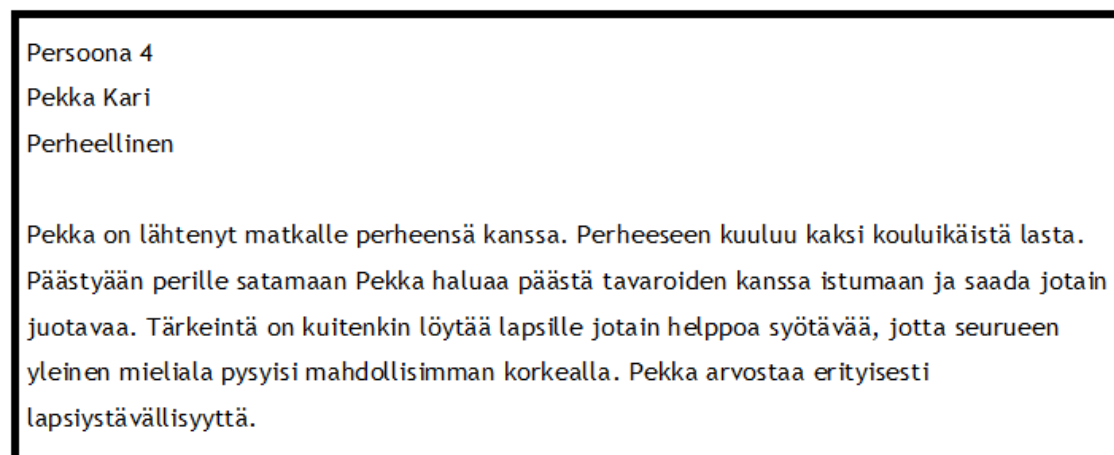 Persoona 4
Pekka Kari
Perheellinen
Pekka on lähtenyt matkalle perheensä kanssa. Perheeseen kuuluu kaksi kouluikäistä lasta.
Päästyään perille satamaan Pekka haluaa päästä tavaroiden kanssa istumaan ja saada jotain
juotavaa. Tärkeintä on kuitenkin löytää lapsille jotain helppoa syötävää, jotta seurueen
yleinen mieliala pysyisi mahdollisimman korkealla. Pekka arvostaa erityisesti
lapsiystävällisyyttä.